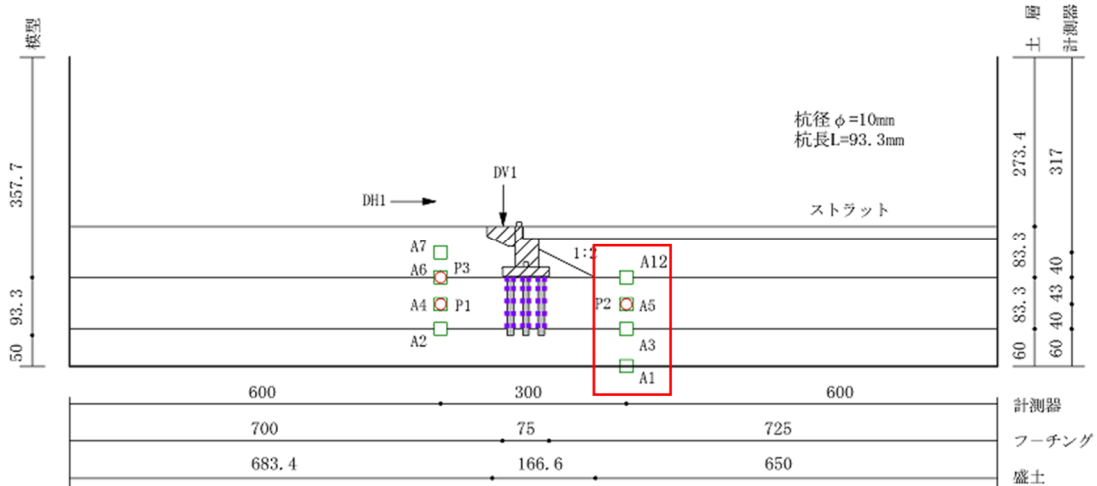 模型
土層
計測器
杭径φ=10mm
杭長L=93.3mm
DV1
DH1
ストラット
357.7
93.3
50
273.4
83.3
83.3
60
317
40
43
40
60
A7
A6
P3
A4
P1
A2
1:2
A12
P2
A5
A3
A1
600
300
600
計測器
700
75
725
フーチング
683.4
166.6
650
盛土